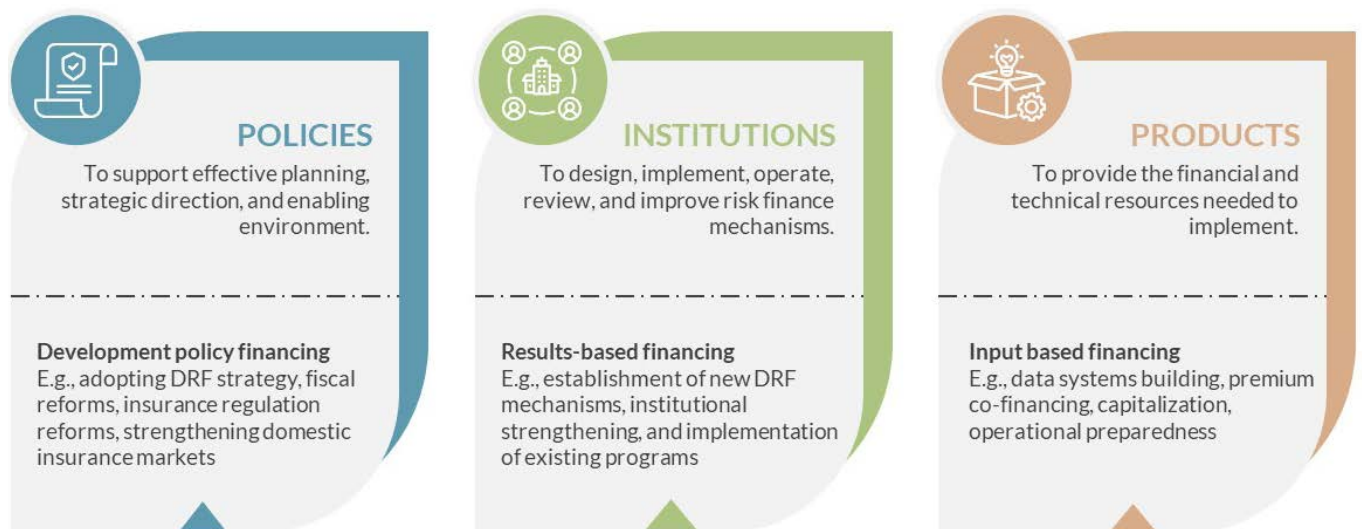 POLICIES
To support effective planning,
strategic direction, and enabling
environment.
Development policy financing
E.g., adopting DRF strategy, fiscal
reforms, insurance regulation
reforms, strengthening domestic
insurance markets
INSTITUTIONS
To design, implement, operate,
review, and improve risk finance
mechanisms.
Results-based financing
E.g., establishment of new DRF
mechanisms, institutional
strengthening, and implementation
of existing programs
PRODUCTS
To provide the financial and
technical resources needed to
implement.
Input based financing
E.g., data systems building, premium
co-financing, capitalization,
operational preparedness